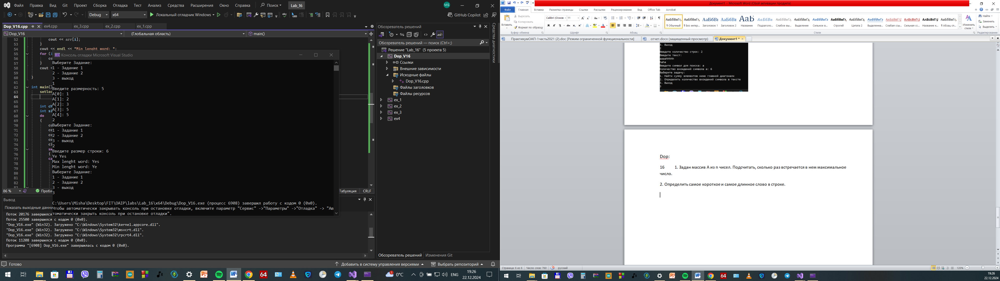 Файл Правка Вид Git Проект Сборка Отладка Тест Анализ Средства Расширения Окно Справка Поиск Lab_16 МБ
Debug x64 Локальный отладчик Windows GitHub Copilot
Dop_V16.cpp ex4.cpp ex_3.cpp ex_2.cpp ex_1.cpp
Dop_V16 (Глобальная область) main()
52 cout << arr[i];
53 }
54 cout << endl << "Min lenght word: ";
55 for (i
56 co
57 }
58 cout <
59
60 }
61
62 int main()
63 setloc
64
65
66 int ch
67 int si
68 do
69 {
70 co
71 co
72 co
73 co
74 ci
75 sw
76 {
77 ca
78
79
80
81
82
83
86 % Пробл Табуляция CRLF
Консоль отладки Microsoft Visual Studio
Выберите Задание:
1 - Задание 1
2 - Задание 2
3 - выход
1
Введите размерность: 5
A[0]: 1
A[1]: 2
A[2]: 3
A[3]: 5
A[4]: 5
2
Выберите Задание:
1 - Задание 1
2 - Задание 2
3 - выход
2
Введите размер строки: 6
Ye Yes
Max lenght word: Yes
Min lenght word: Ye
Выберите Задание:
1 - Задание 1
2 - Задание 2
3 - выход
3
C:\Users\Misha\Desktop\FIT\OAIP\labs\Lab_16\x64\Debug\Dop_V16.exe (процесс 6908) завершил работу с кодом 0 (0x0).
Чтобы автоматически закрывать консоль при остановке отладки, включите параметр "Сервис" ->"Параметры" ->"Отладка" -> "Ав
томатически закрыть консоль при остановке отладки".
Вывод
Показать выходные данны
Поток 20176 завершился
Поток 25500 завершился с кодом 0 (0x0).
"Dop_V16.exe" (Win32). Загружено "C:\Windows\System32\kernel.appcore.dll".
"Dop_V16.exe" (Win32). Загружено "C:\Windows\System32\msvcrt.dll".
"Dop_V16.exe" (Win32). Загружено "C:\Windows\System32\rpcrt4.dll".
Поток 11208 завершился с кодом 0 (0x0).
Программа "[6908] Dop_V16.exe" завершилась с кодом 0 (0x0).
Обозреватель решений
Обозреватель решений — поиск (Ctrl+;)
Решение "Lab_16" (5 проекта 5)
Dop_V16
Ссылки
Внешние зависимости
Исходные файлы
Dop_V16.cpp
Файлы заголовков
Файлы ресурсов
ex_1
ex_2
ex_3
ex4
Средства диагностики
Обозреватель решений Изменения Git
Готово Добавить в систему управления версиями Выбрать репозиторий
64 0°C ENG 19:26
22.12.2024
Документ1 - Microsoft Word (Сбой активации продукта)
Файл Главная Вставка Разметка страницы Ссылки Рассылки Рецензирование Вид Office Tab Acrobat
Вставить
Вырезать
Копировать
Формат по образцу
Буфер обмена
Calibri (Основ 11
Шрифт
Абзац
¶ Обычный ¶ Без интер... Заголовок 1 Заголовок 2 Название Подзаголо... Слабое вы... Выделение Сильное в... Строгий Цитата 2 Выделенна... Слабая ссы... Сильная сс... Название к... ¶ Абзац сп...
Стили
Изменить стили
Найти
Заменить
Выделить
Редактирование
ПрактикумОАП-1часть2021 (2).doc [Режим ограниченной функциональности] отчет.docx (защищенный просмотр) Документ1 *
3. Выход
2
Введите количество строк: 2
Введите текст:
aaaahhhhh
haha
Введите символ для поиска: a
Количество вхождений символа a: 6
Выберите задачу:
1. Найти сумму элементов ниже главной диагонали
2. Определить количество вхождений символа в тексте
3. Выход
3
Dop:
16 1. Задан массив А из n чисел. Подсчитать, сколько раз встречается в нем максимальное
число.
2. Определить самое короткое и самое длинное слово в строке.
Страница: 6 из 6 Число слов: 760 русский 120%
64 19:26
22.12.2024